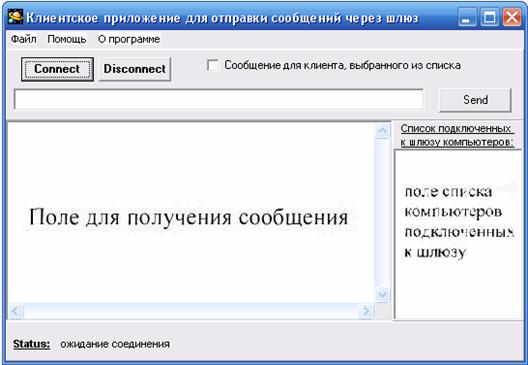 Клиентское приложение для отправки сообщений через шлюз
Файл Помощь О программе
Connect Disconnect Сообщение для клиента, выбранного из списка
Send
Список подключенных
к шлюзу компьютеров:
Поле для получения сообщения
поле списка
компьютеров
подключенных
к шлюзу
Status: ожидание соединения